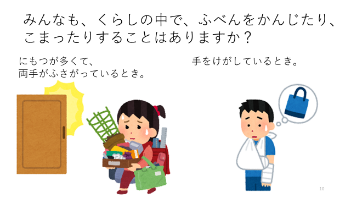 みんなも、くらしの中で、ふべんをかんじたり、
こまったりすることはありますか？
にもつが多くて、
両手がふさがっているとき。
手をけがしているとき。